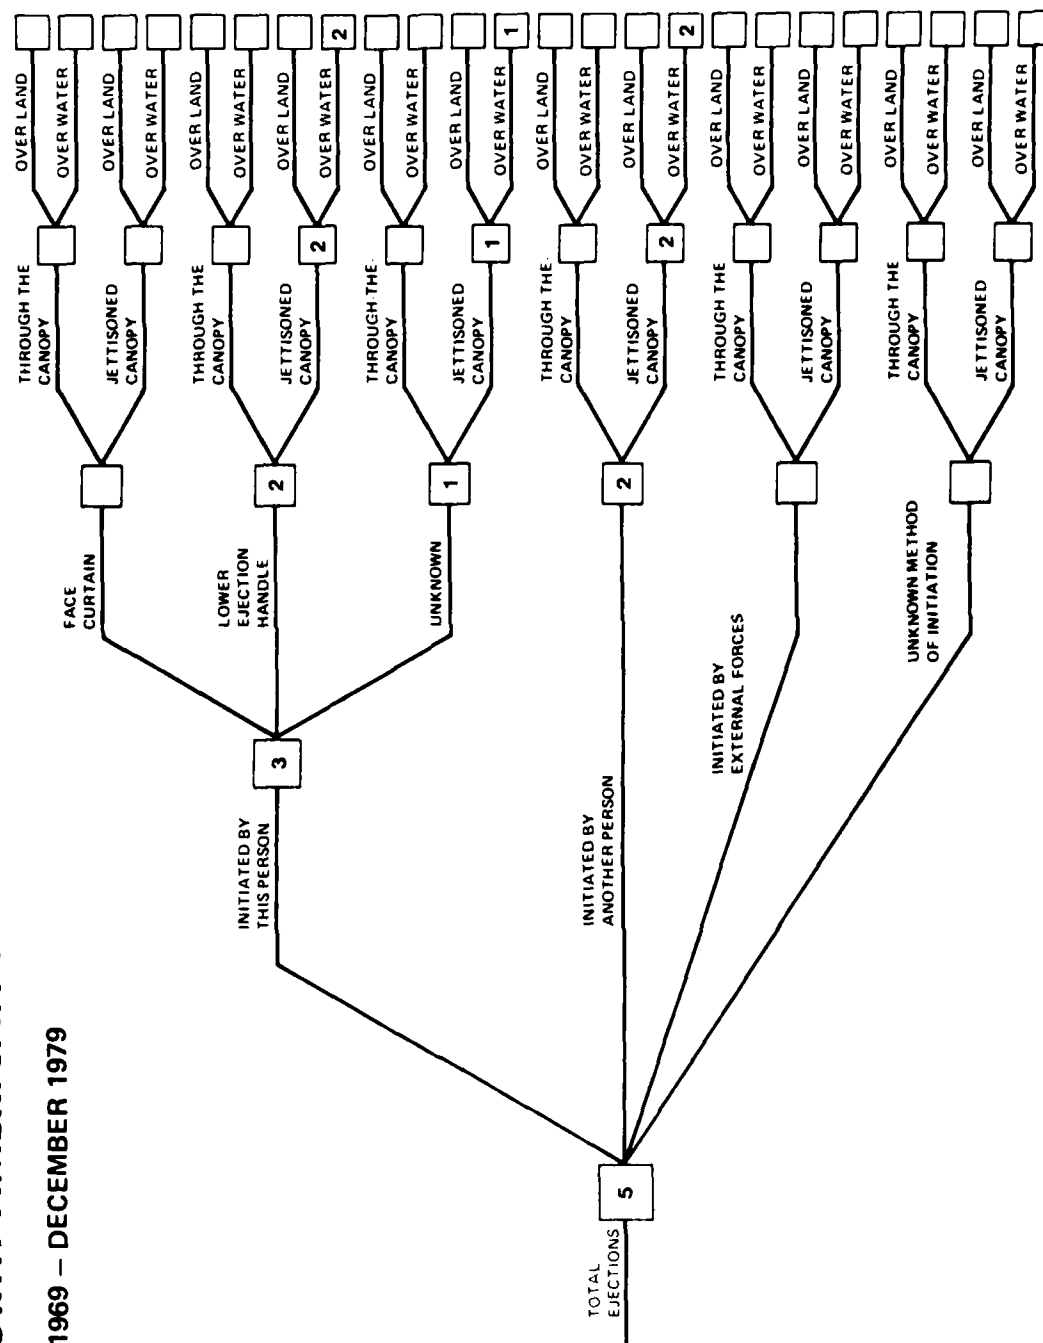 1969 – DECEMBER 1979
TOTAL
EJECTIONS
5
INITIATED BY
THIS PERSON
3
FACE
CURTAIN
THROUGH THE
CANOPY
OVER LAND
OVER WATER
JETTISONED
CANOPY
OVER LAND
OVER WATER
LOWER
EJECTION
HANDLE
2
THROUGH THE
CANOPY
OVER LAND
OVER WATER
JETTISONED
CANOPY
2
OVER LAND
OVER WATER
2
UNKNOWN
1
THROUGH THE
CANOPY
OVER LAND
OVER WATER
JETTISONED
CANOPY
1
OVER LAND
OVER WATER
1
INITIATED BY
ANOTHER PERSON
2
THROUGH THE
CANOPY
OVER LAND
OVER WATER
JETTISONED
CANOPY
2
OVER LAND
OVER WATER
2
INITIATED BY
EXTERNAL FORCES
THROUGH THE
CANOPY
OVER LAND
OVER WATER
JETTISONED
CANOPY
OVER LAND
OVER WATER
UNKNOWN METHOD
OF INITIATION
THROUGH THE
CANOPY
OVER LAND
OVER WATER
JETTISONED
CANOPY
OVER LAND
OVER WATER